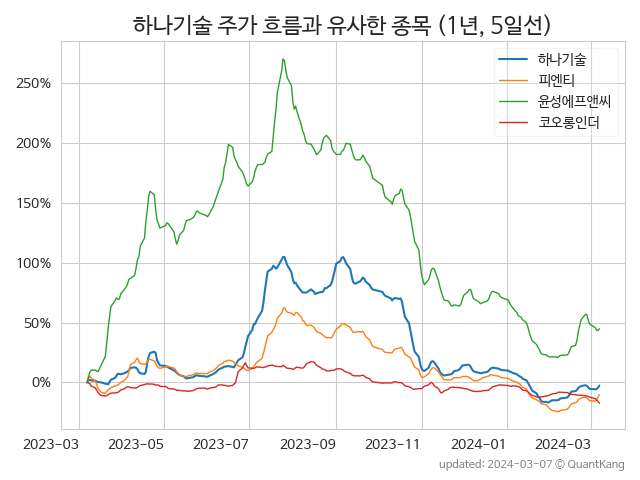 하나기술 주가 흐름과 유사한 종목 (1년, 5일선)
하나기술
피엔티
윤성에프앤씨
코오롱인더
250%
200%
150%
100%
50%
0%
2023-03 2023-05 2023-07 2023-09 2023-11 2024-01 2024-03
updated: 2024-03-07 © QuantKang